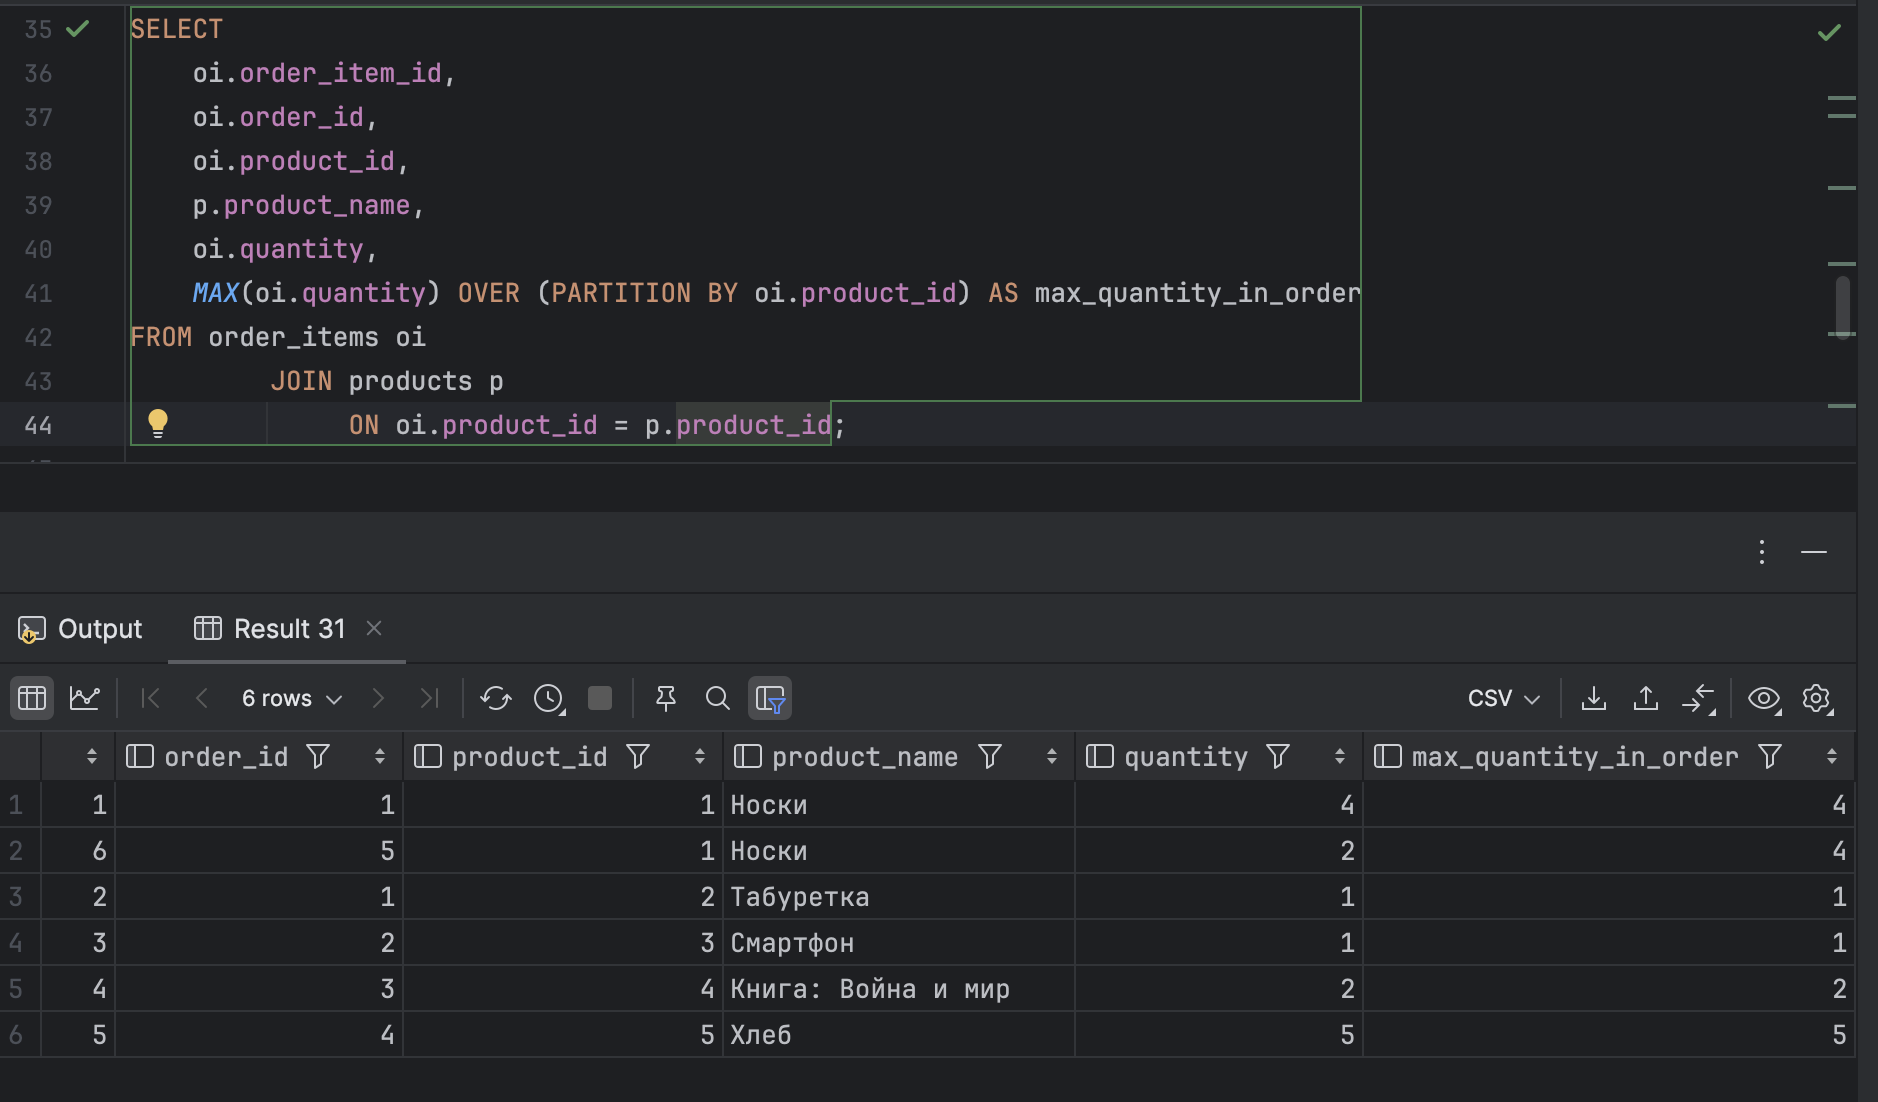 35 SELECT
36 oi.order_item_id,
37 oi.order_id,
38 oi.product_id,
39 p.product_name,
40 oi.quantity,
41 MAX(oi.quantity) OVER (PARTITION BY oi.product_id) AS max_quantity_in_order
42 FROM order_items oi
43 JOIN products p
44 ON oi.product_id = p.product_id;
Output Result 31
6 rows CSV
order_id product_id product_name quantity max_quantity_in_order
1 1 1 1 Носки 4 4
2 6 5 1 Носки 2 4
3 2 1 2 Табуретка 1 1
4 3 2 3 Смартфон 1 1
5 4 3 4 Книга: Война и мир 2 2
6 5 4 5 Хлеб 5 5